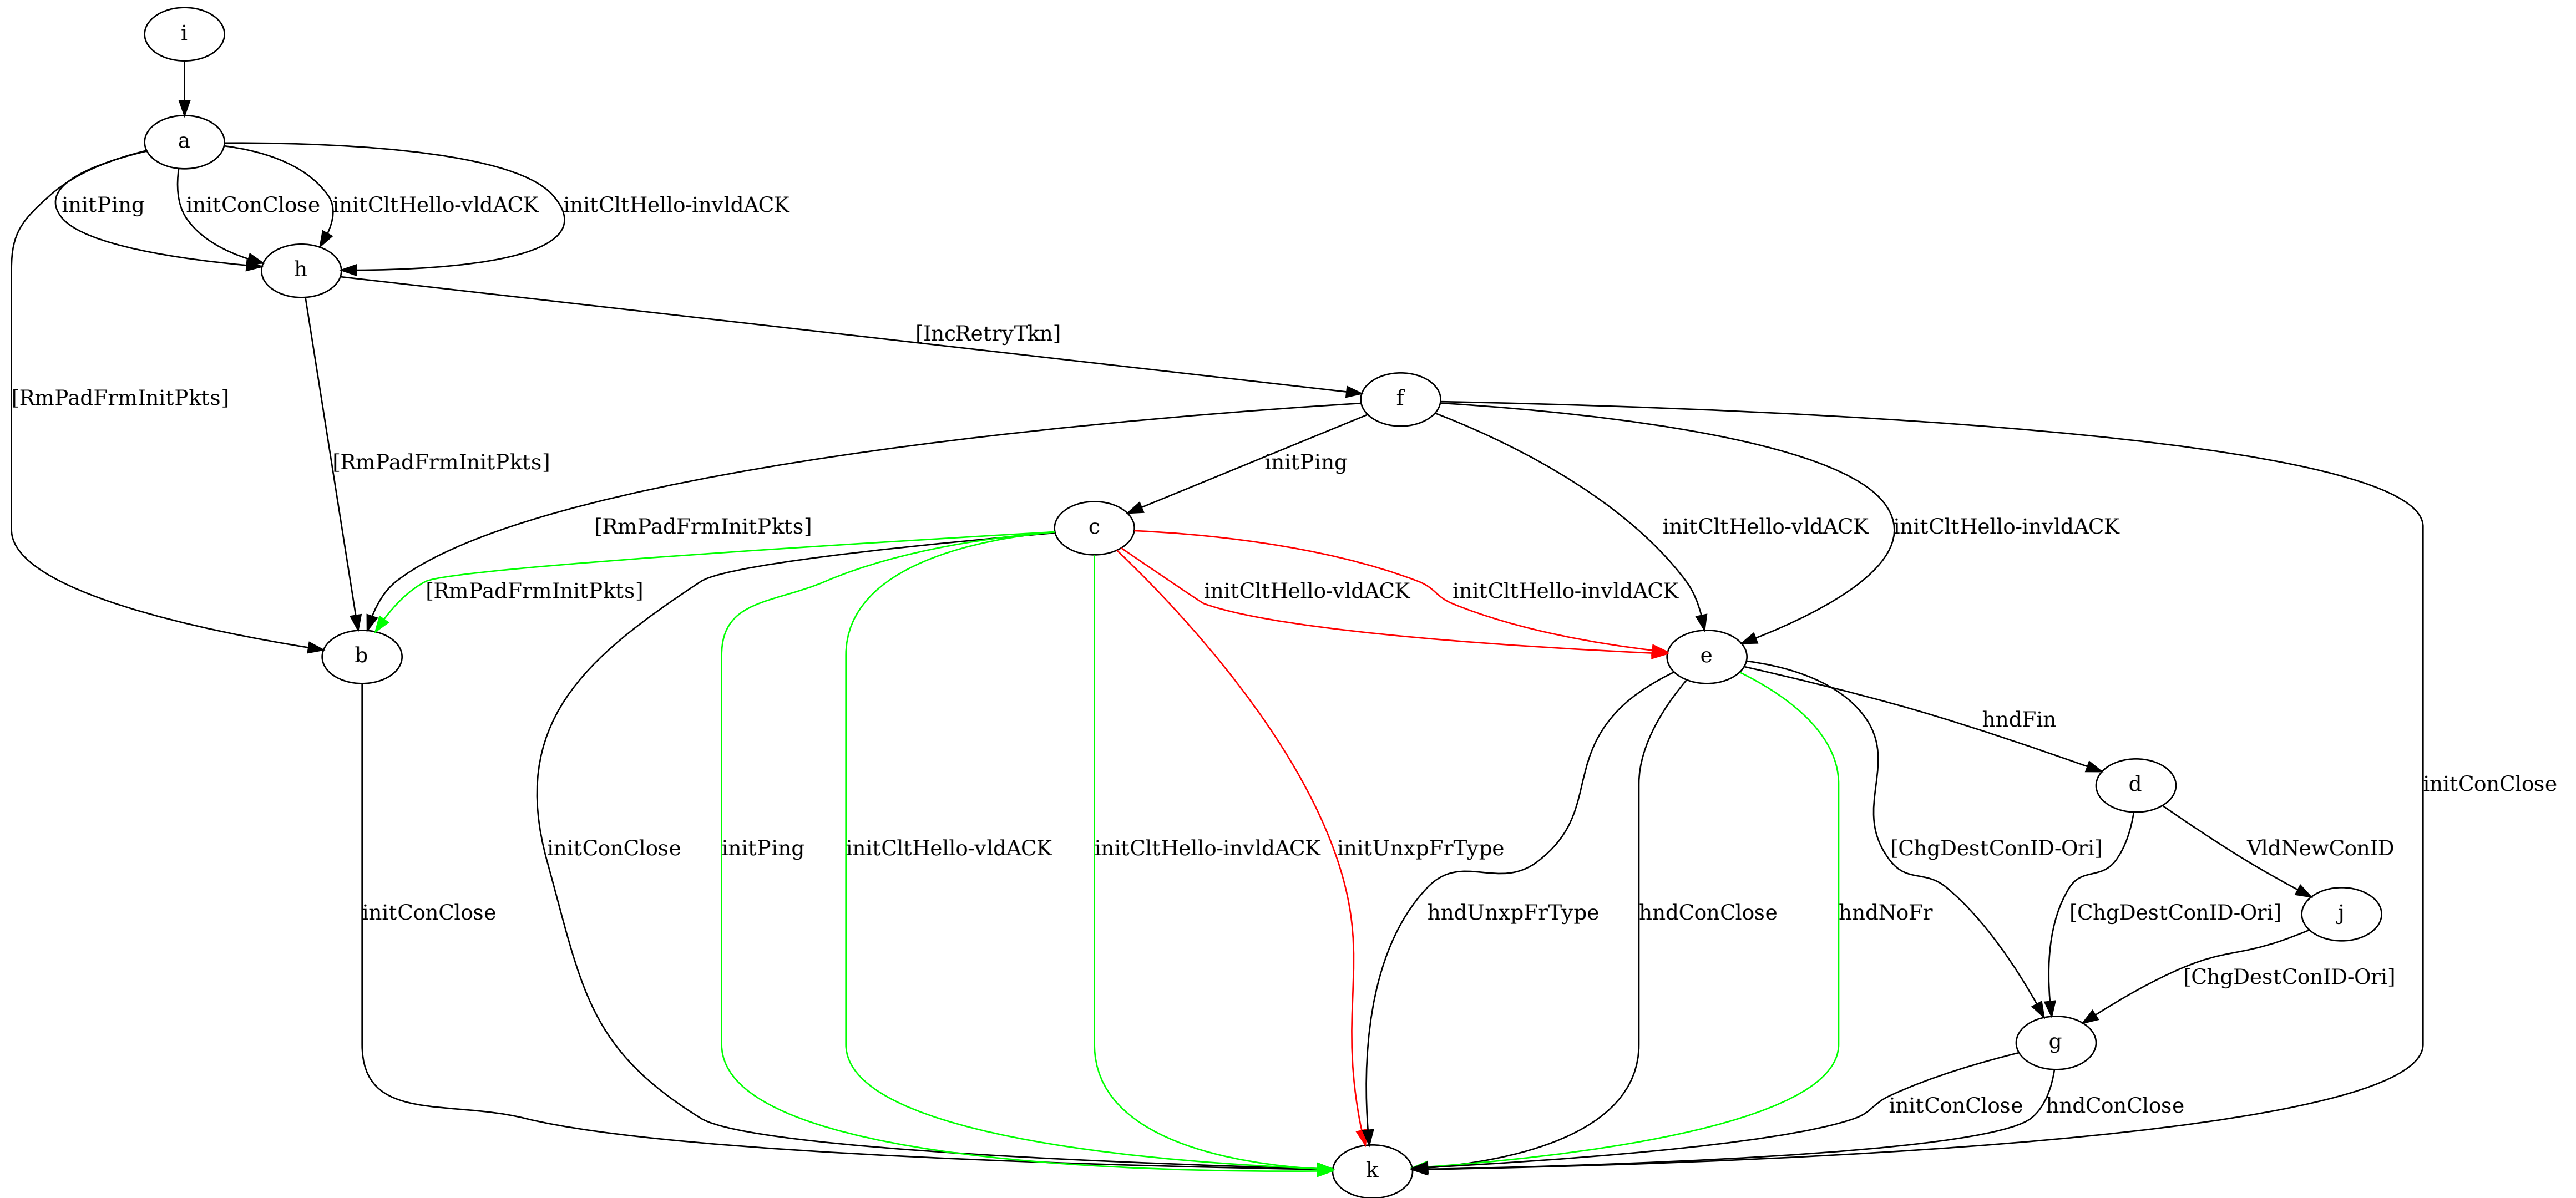 i
a
initPing
initConClose
initCltHello-vldACK
initCltHello-invldACK
h
[IncRetryTkn]
[RmPadFrmInitPkts]
f
[RmPadFrmInitPkts]
initPing
[RmPadFrmInitPkts]
c
initCltHello-vldACK
initCltHello-invldACK
[RmPadFrmInitPkts]
initCltHello-vldACK
initCltHello-invldACK
b
e
hndFin
d
initConClose
initConClose
initPing
initCltHello-vldACK
initCltHello-invldACK
initUnxpFrType
[ChgDestConID-Ori]
VldNewConID
initConClose
hndUnxpFrType
hndConClose
hndNoFr
[ChgDestConID-Ori]
j
[ChgDestConID-Ori]
g
initConClose
hndConClose
k